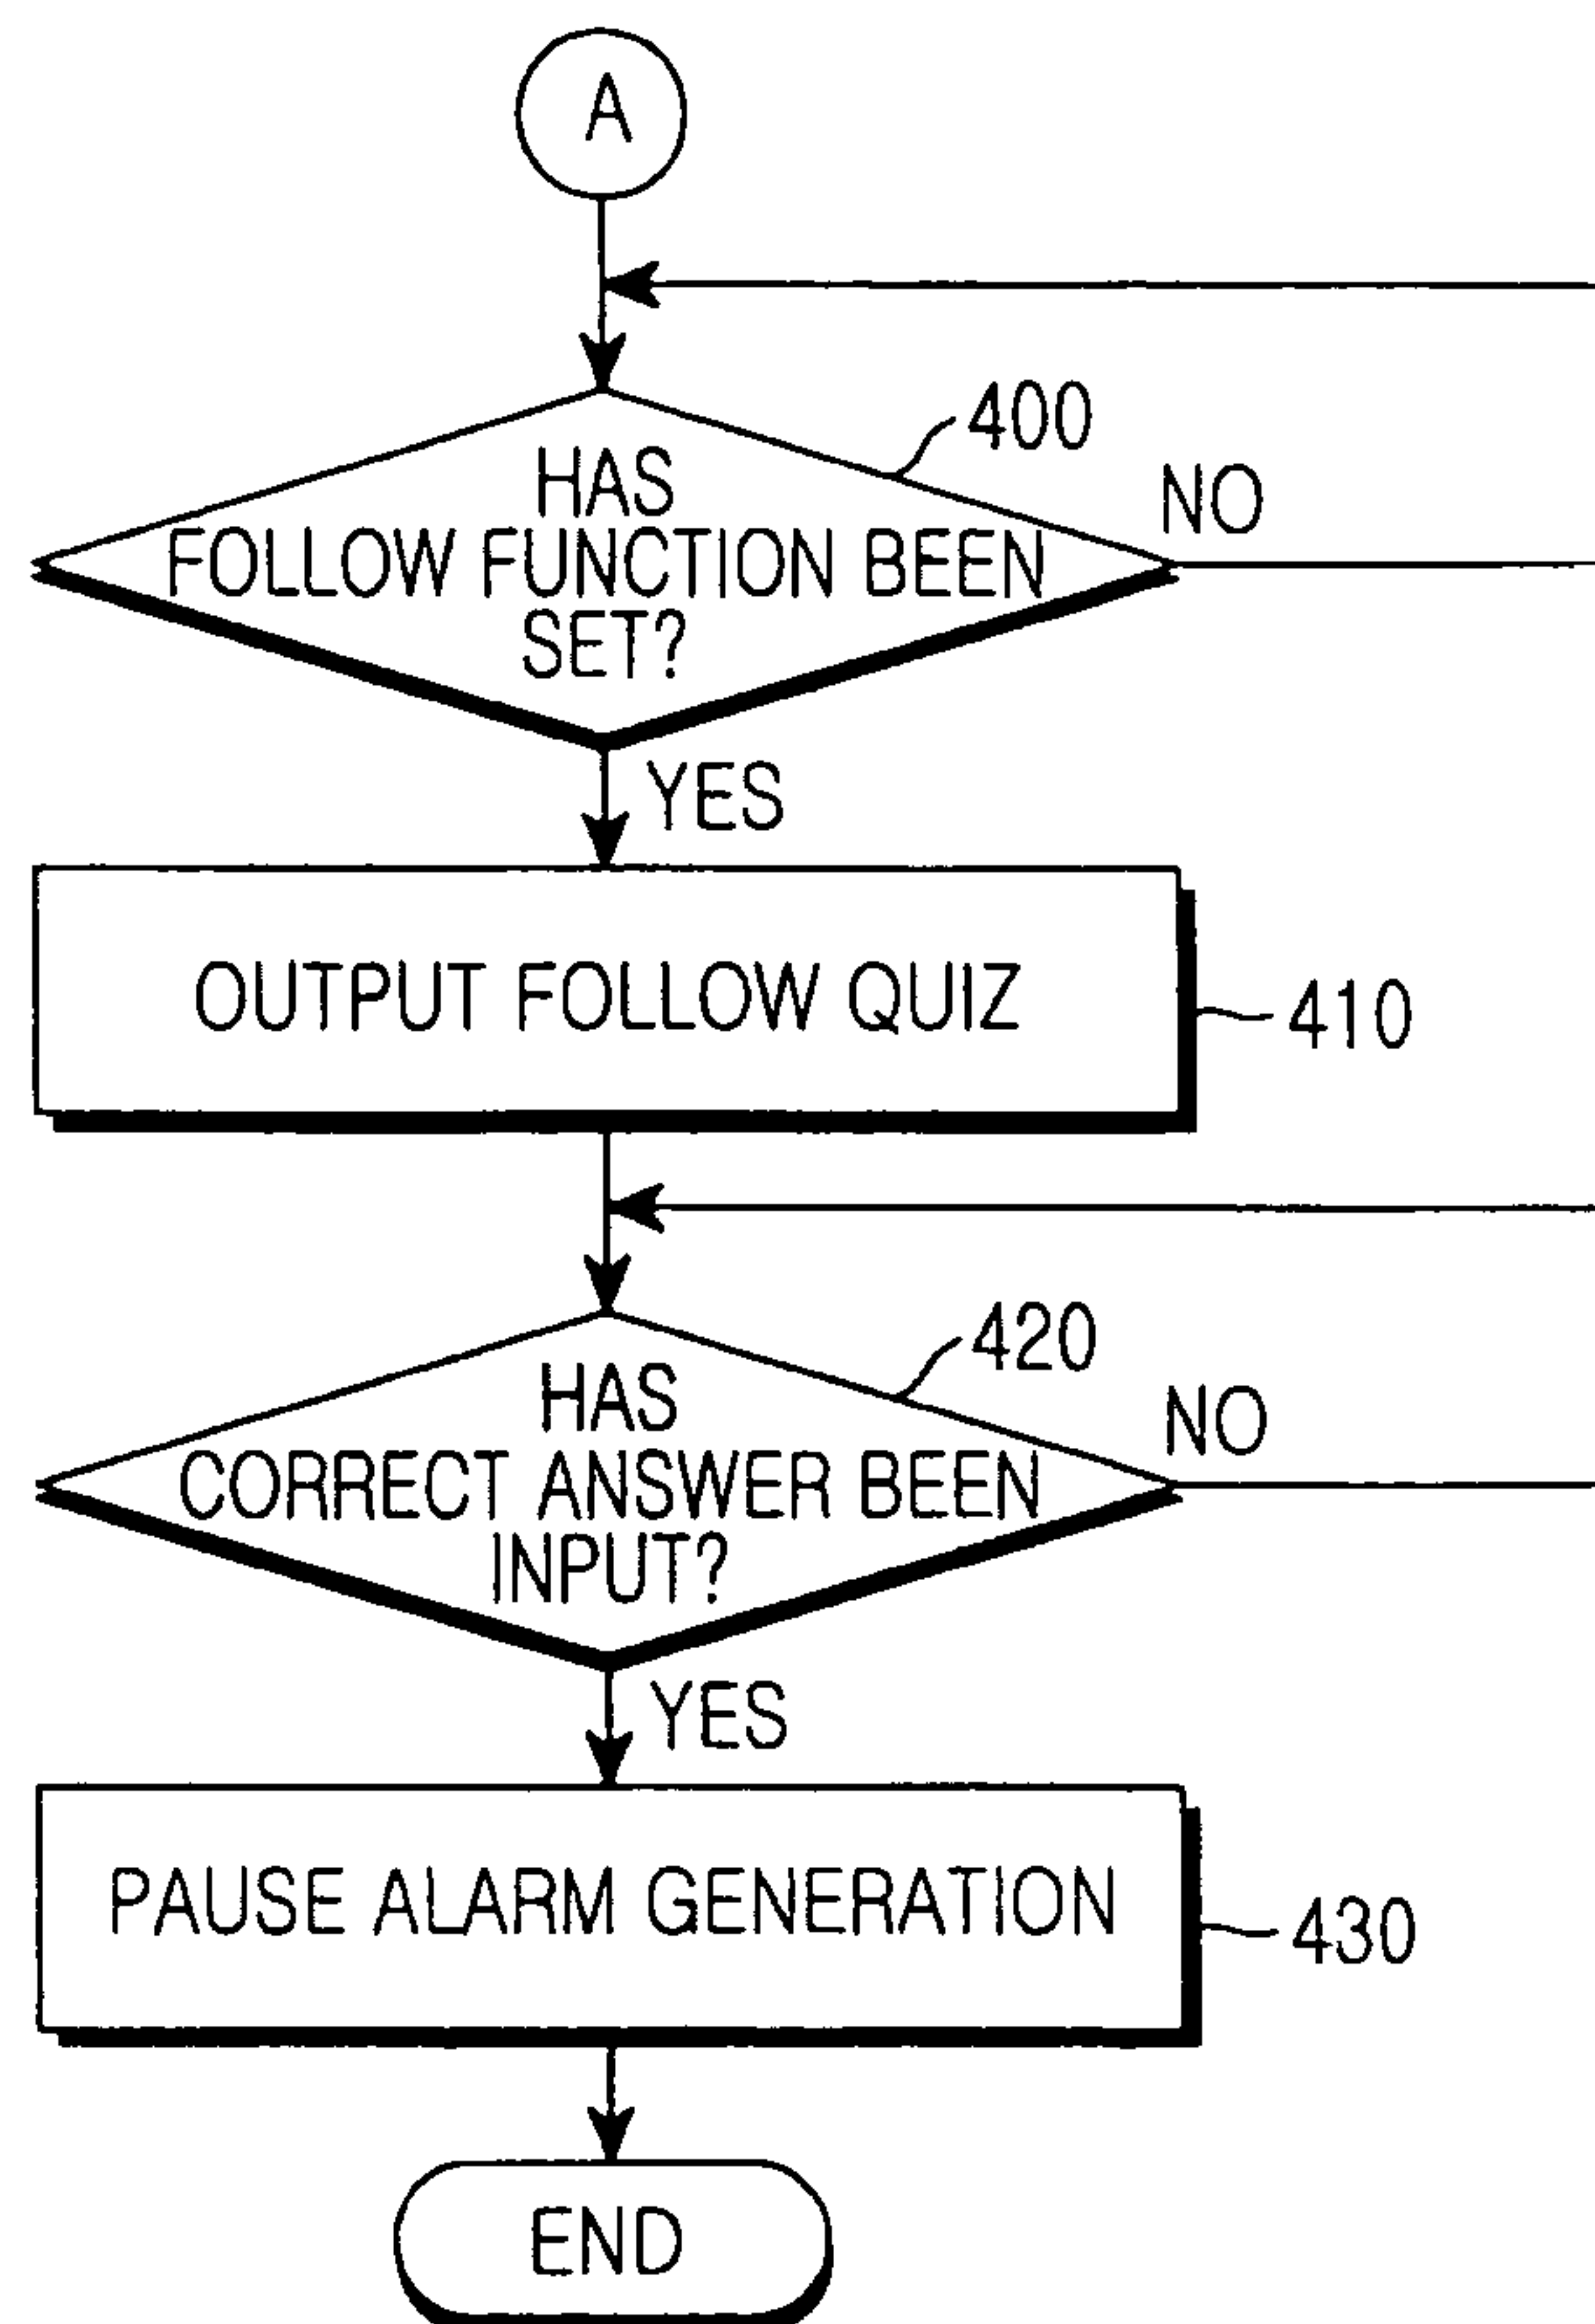 A
400
HAS
FOLLOW FUNCTION BEEN
SET?
NO
YES
OUTPUT FOLLOW QUIZ
410
420
HAS
CORRECT ANSWER BEEN
INPUT?
NO
YES
PAUSE ALARM GENERATION
430
END